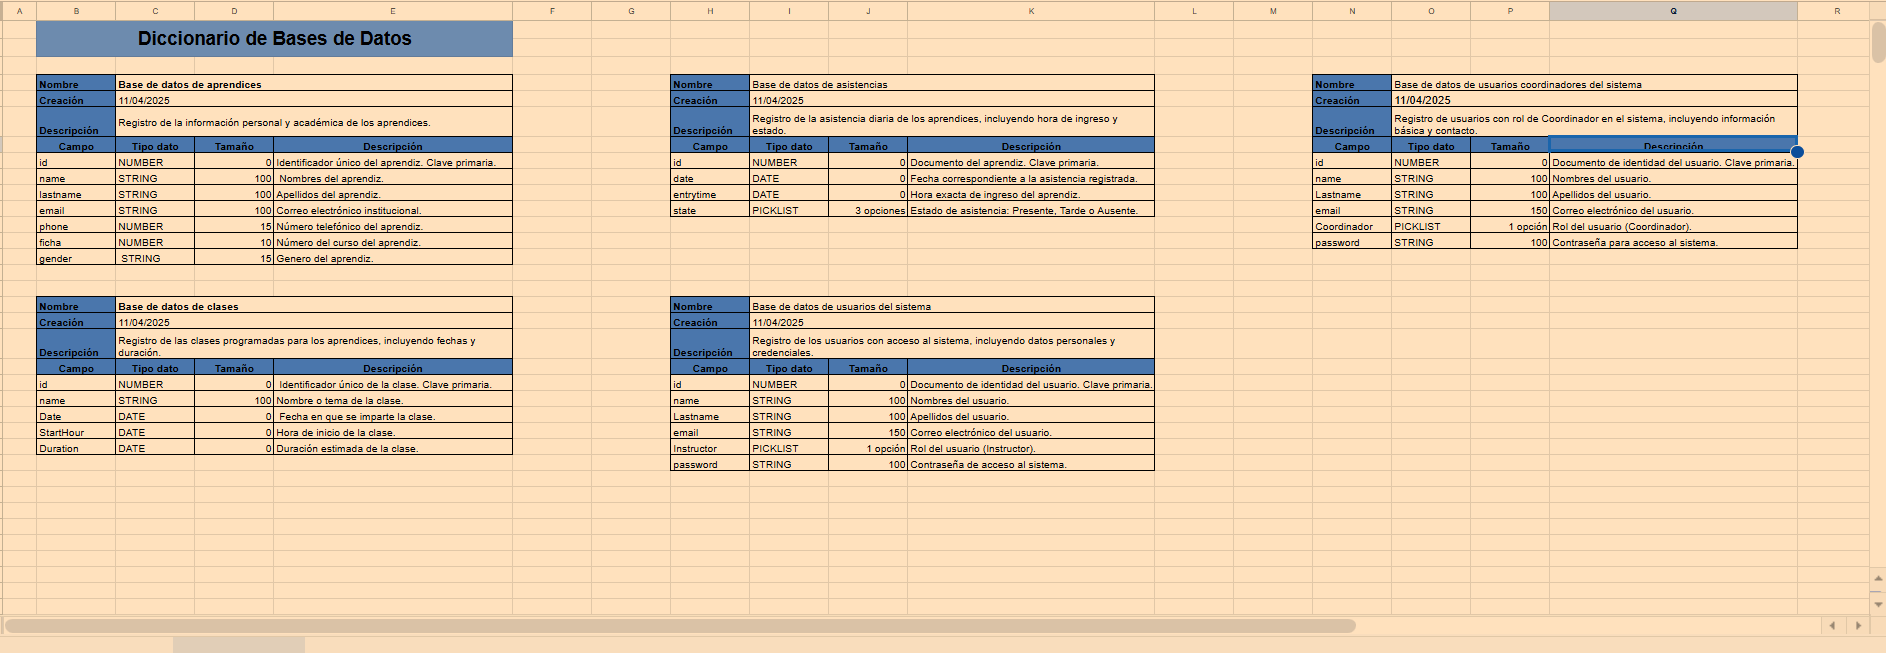 A B C D E F G H I J K L M N O P Q R
Diccionario de Bases de Datos
Nombre Base de datos de aprendices
Creación 11/04/2025
Descripción Registro de la información personal y académica de los aprendices.
Campo Tipo dato Tamaño Descripción
id NUMBER 0 Identificador único del aprendiz. Clave primaria.
name STRING 100 Nombres del aprendiz.
lastname STRING 100 Apellidos del aprendiz.
email STRING 100 Correo electrónico institucional.
phone NUMBER 15 Número telefónico del aprendiz.
ficha NUMBER 10 Número del curso del aprendiz.
gender STRING 15 Genero del aprendiz.
Nombre Base de datos de asistencias
Creación 11/04/2025
Descripción Registro de la asistencia diaria de los aprendices, incluyendo hora de ingreso y
estado.
Campo Tipo dato Tamaño Descripción
id NUMBER 0 Documento del aprendiz. Clave primaria.
date DATE 0 Fecha correspondiente a la asistencia registrada.
entrytime DATE 0 Hora exacta de ingreso del aprendiz.
state PICKLIST 3 opciones Estado de asistencia: Presente, Tarde o Ausente.
Nombre Base de datos de usuarios coordinadores del sistema
Creación 11/04/2025
Descripción Registro de usuarios con rol de Coordinador en el sistema, incluyendo información
básica y contacto.
Campo Tipo dato Tamaño Descripción
id NUMBER 0 Documento de identidad del usuario. Clave primaria.
name STRING 100 Nombres del usuario.
Lastname STRING 100 Apellidos del usuario.
email STRING 150 Correo electrónico del usuario.
Coordinador PICKLIST 1 opción Rol del usuario (Coordinador).
password STRING 100 Contraseña para acceso al sistema.
Nombre Base de datos de clases
Creación 11/04/2025
Descripción Registro de las clases programadas para los aprendices, incluyendo fechas y
duración.
Campo Tipo dato Tamaño Descripción
id NUMBER 0 Identificador único de la clase. Clave primaria.
name STRING 100 Nombre o tema de la clase.
Date DATE 0 Fecha en que se imparte la clase.
StartHour DATE 0 Hora de inicio de la clase.
Duration DATE 0 Duración estimada de la clase.
Nombre Base de datos de usuarios del sistema
Creación 11/04/2025
Descripción Registro de los usuarios con acceso al sistema, incluyendo datos personales y
credenciales.
Campo Tipo dato Tamaño Descripción
id NUMBER 0 Documento de identidad del usuario. Clave primaria.
name STRING 100 Nombres del usuario.
Lastname STRING 100 Apellidos del usuario.
email STRING 150 Correo electrónico del usuario.
Instructor PICKLIST 1 opción Rol del usuario (Instructor).
password STRING 100 Contraseña de acceso al sistema.